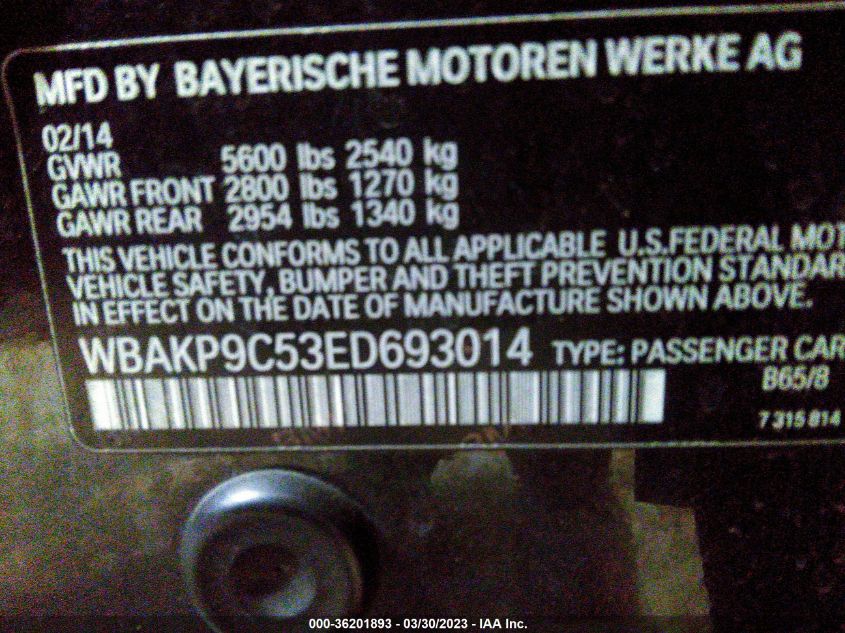 MFD BY BAYERISCHE MOTOREN WERKE AG
02/14
GVWR 5600 lbs 2540 kg
GAWR FRONT 2800 lbs 1270 kg
GAWR REAR 2954 lbs 1340 kg
THIS VEHICLE CONFORMS TO ALL APPLICABLE U.S.FEDERAL MOT
VEHICLE SAFETY, BUMPER AND THEFT PREVENTION STANDAR
IN EFFECT ON THE DATE OF MANUFACTURE SHOWN ABOVE.
WBAKP9C53ED693014 TYPE: PASSENGER CAR
B65/8
7 315 814
000-36201893 - 03/30/2023 - IAA Inc.